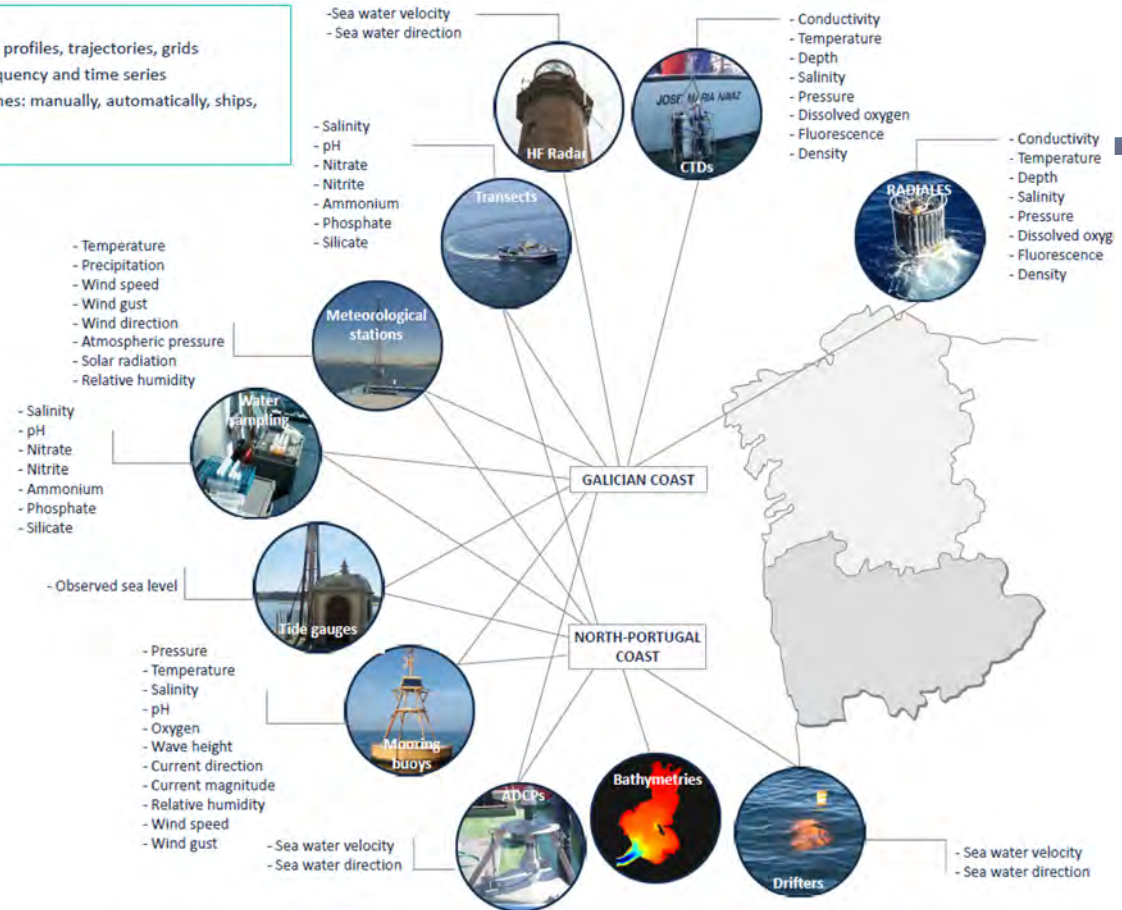 profiles, trajectories, grids
quency and time series
nes: manually, automatically, ships,
-Sea water velocity
- Sea water direction
HF Radar
- Conductivity
- Temperature
- Depth
- Salinity
- Pressure
- Dissolved oxygen
- Fluorescence
- Density
JOSE MARIA NAVAZ
CTDs
- Conductivity
- Temperature
- Depth
- Salinity
- Pressure
- Dissolved oxyg
- Fluorescence
- Density
RADIALES
- Salinity
- pH
- Nitrate
- Nitrite
- Ammonium
- Phosphate
- Silicate
Transects
- Temperature
- Precipitation
- Wind speed
- Wind gust
- Wind direction
- Atmospheric pressure
- Solar radiation
- Relative humidity
Meteorological
stations
- Salinity
- pH
- Nitrate
- Nitrite
- Ammonium
- Phosphate
- Silicate
Water
sampling
GALICIAN COAST
- Observed sea level
Tide gauges
NORTH-PORTUGAL
COAST
- Pressure
- Temperature
- Salinity
- pH
- Oxygen
- Wave height
- Current direction
- Current magnitude
- Relative humidity
- Wind speed
- Wind gust
Mooring
buoys
- Sea water velocity
- Sea water direction
ADCPs
Bathymetries
Drifters
- Sea water velocity
- Sea water direction